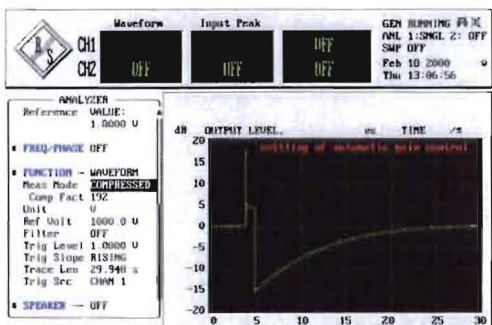 Waveform Input Peak
GEN RUNNING
ANL 1:SNGL 2: OFF
SWP OFF
R S
CH1 OFF
CH2 OFF OFF OFF
Feb 10 2000
Thu 13:06:56
ANALYZER
Reference VALUE:
1.0000 V
FREQ/PHASE OFF
FUNCTION - WAVEFORM
Meas Mode COMPRESSED
Comp Fact 192
Unit V
Ref Volt 1000.0 V
Filter OFF
Trig Level 1.0000 V
Trig Slope RISING
Trace Len 29.948 s
Trig Src CHAN 1
SPEAKER — OFF
dB OUTPUT LEVEL. vs. TIME /s
settling of automatic gain control
20
15
10
5
0
-5
-10
-15
-20
0 5 10 15 20 25 30